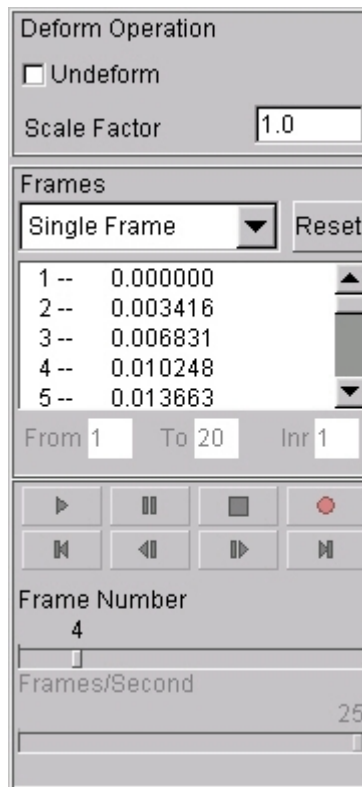 Deform Operation
Undeform
Scale Factor 1.0
Frames
Single Frame Reset
1 -- 0.000000
2 -- 0.003416
3 -- 0.006831
4 -- 0.010248
5 -- 0.013663
From 1 To 20 Inr 1
Frame Number
4
Frames/Second
25